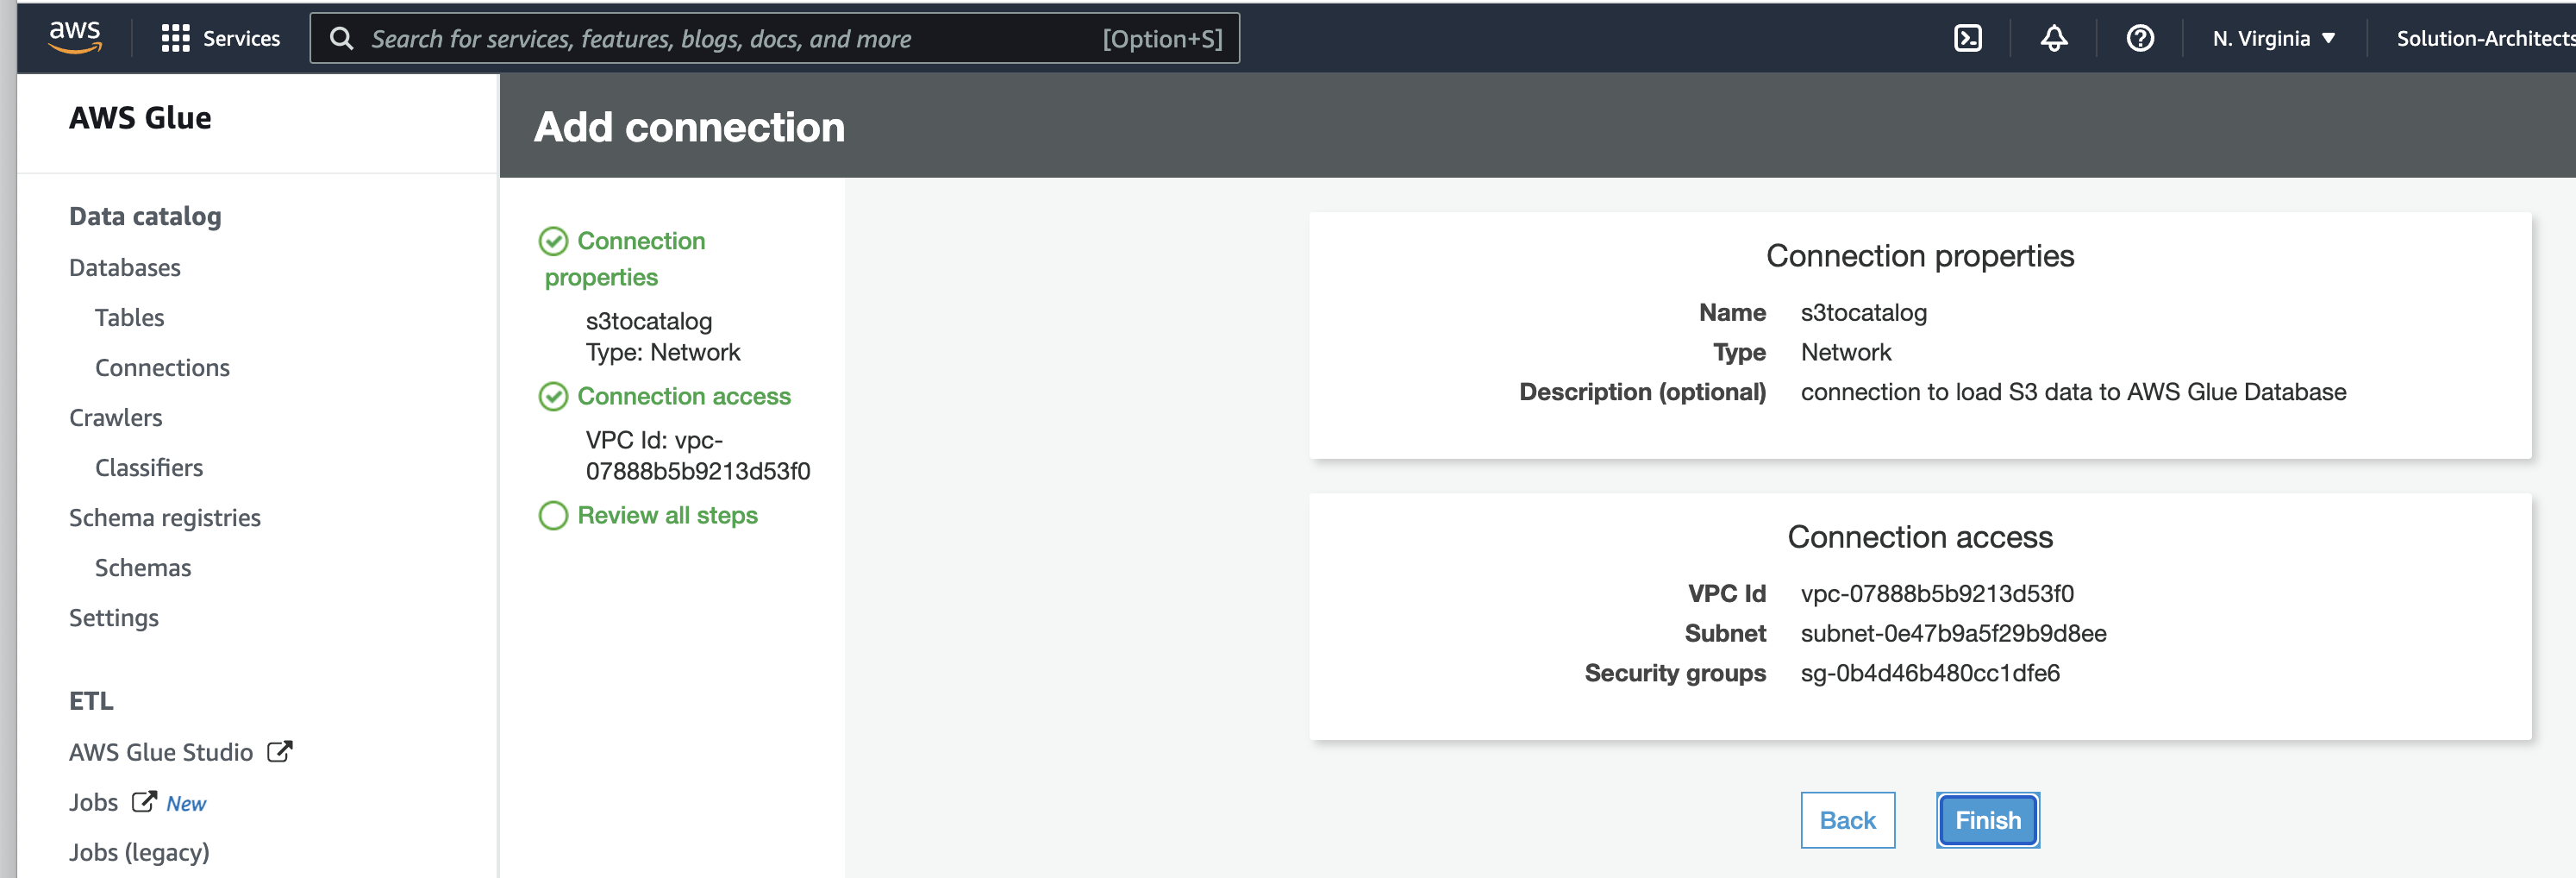 aws
Services
Search for services, features, blogs, docs, and more
[Option+S]
N. Virginia
Solution-Architects
AWS Glue
Data catalog
Databases
Tables
Connections
Crawlers
Classifiers
Schema registries
Schemas
Settings
ETL
AWS Glue Studio
Jobs New
Jobs (legacy)
Add connection
Connection
properties
s3tocatalog
Type: Network
Connection access
VPC Id: vpc-
07888b5b9213d53f0
Review all steps
Connection properties
Name s3tocatalog
Type Network
Description (optional) connection to load S3 data to AWS Glue Database
Connection access
VPC Id vpc-07888b5b9213d53f0
Subnet subnet-0e47b9a5f29b9d8ee
Security groups sg-0b4d46b480cc1dfe6
Back
Finish